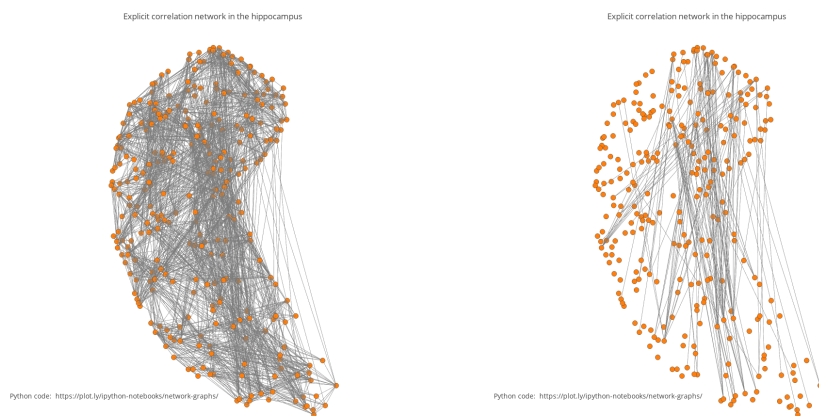 Explicit correlation network in the hippocampus
Explicit correlation network in the hippocampus
Python code: https://plot.ly/ipython-notebooks/network-graphs/
Python code: https://plot.ly/ipython-notebooks/network-graphs/